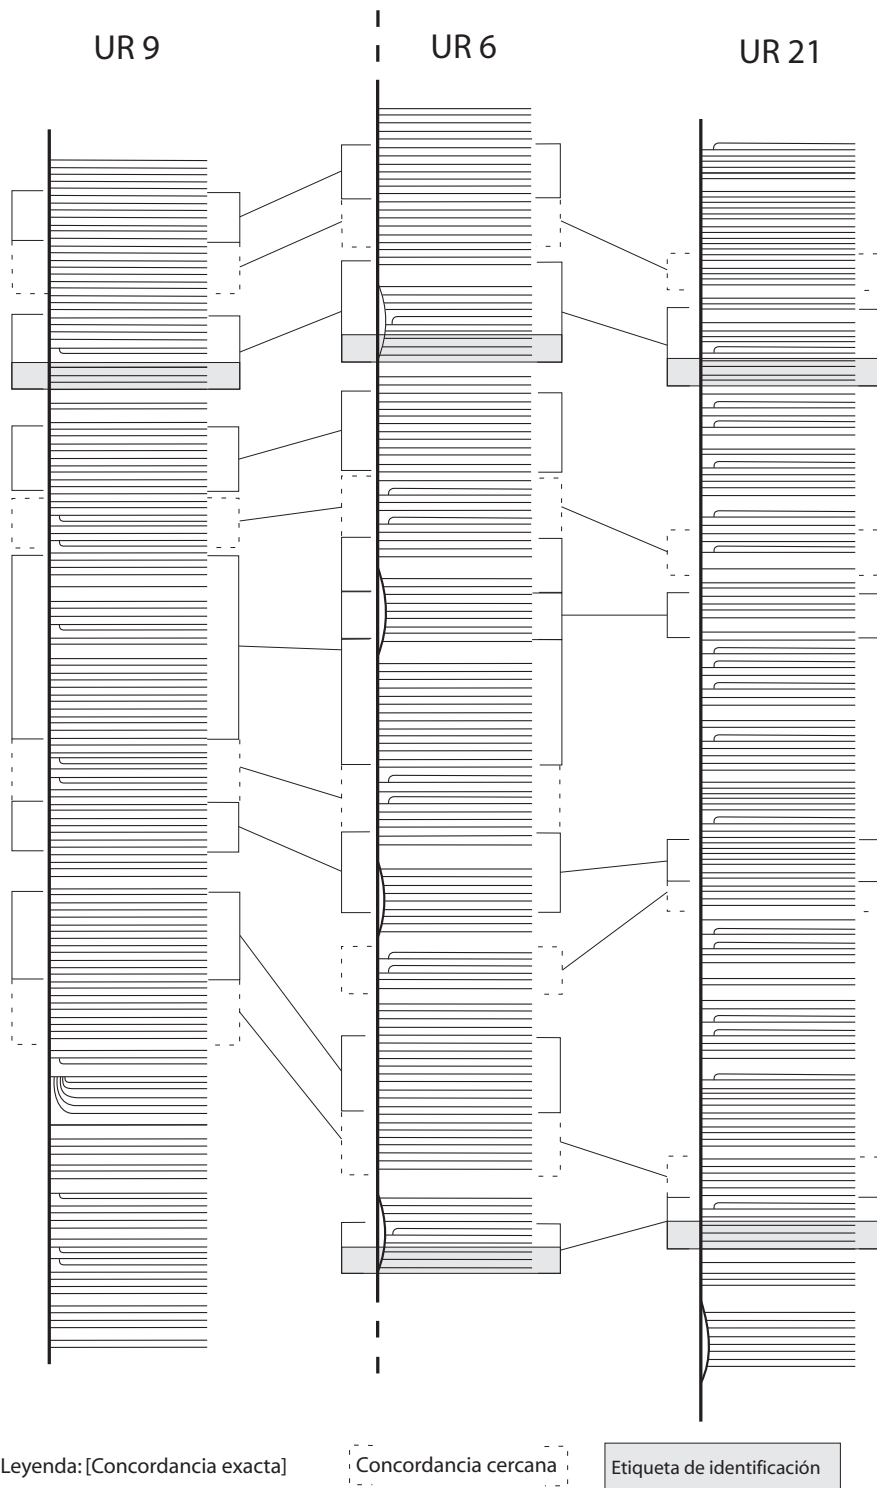 UR 9
UR 6
UR 21
Leyenda: [Concordancia exacta]
Concordancia cercana
Etiqueta de identificación